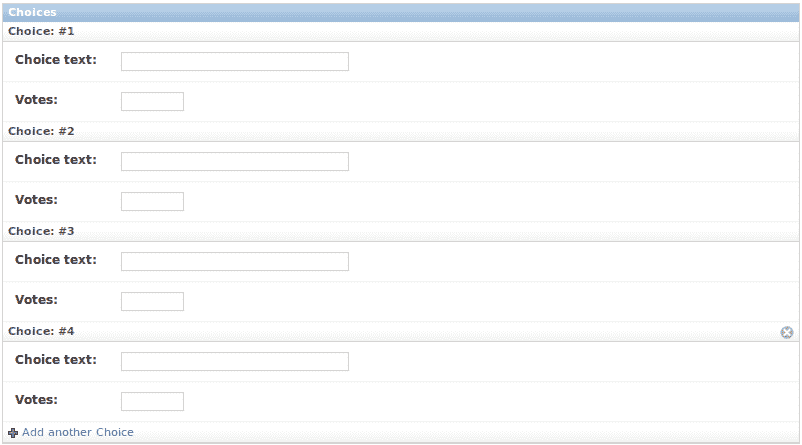 Choices
Choice: #1
Choice text:
Votes:
Choice: #2
Choice text:
Votes:
Choice: #3
Choice text:
Votes:
Choice: #4
Choice text:
Votes:
Add another Choice